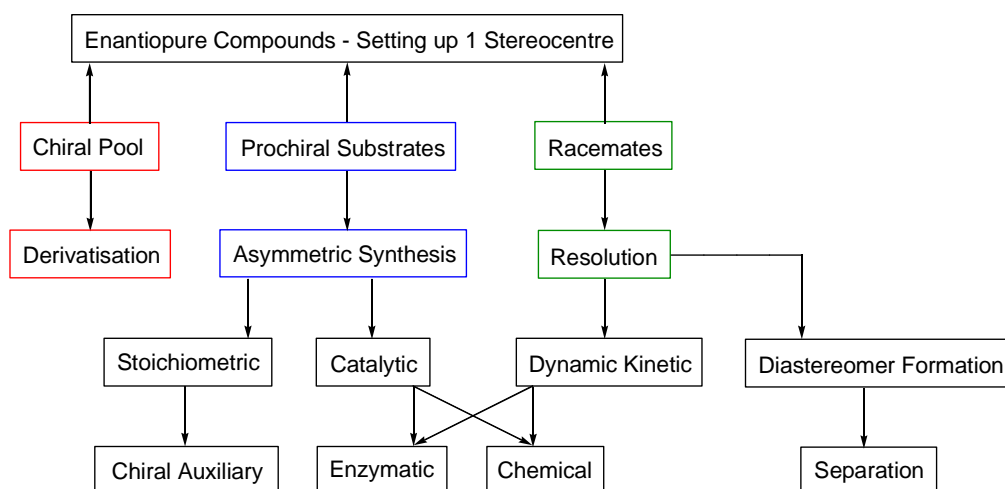 Enantiopure Compounds - Setting up 1 Stereocentre
Chiral Pool
Prochiral Substrates
Racemates
Derivatisation
Asymmetric Synthesis
Resolution
Stoichiometric
Catalytic
Dynamic Kinetic
Diastereomer Formation
Chiral Auxiliary
Enzymatic
Chemical
Separation